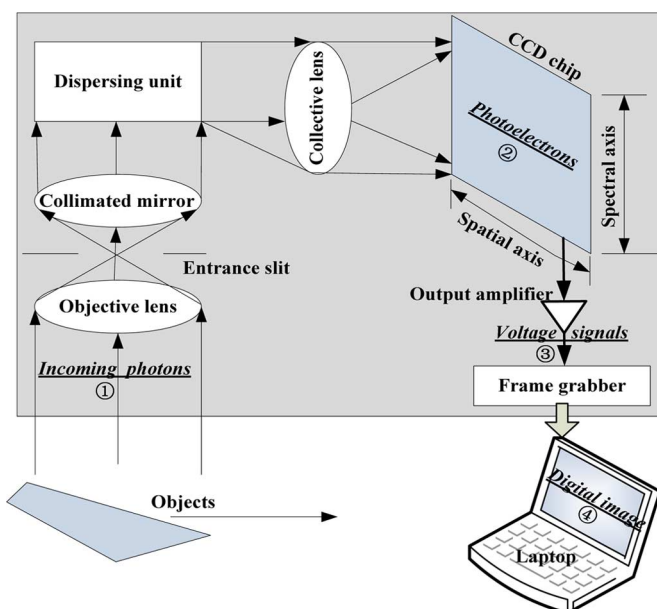 Dispersing unit
Collective lens
CCD chip
Photoelectrons
②
Spectral axis
Spatial axis
Collimated mirror
Entrance slit
Objective lens
Incoming photons
①
Output amplifier
Voltage signals
③
Frame grabber
Objects
Digital image
④
Laptop